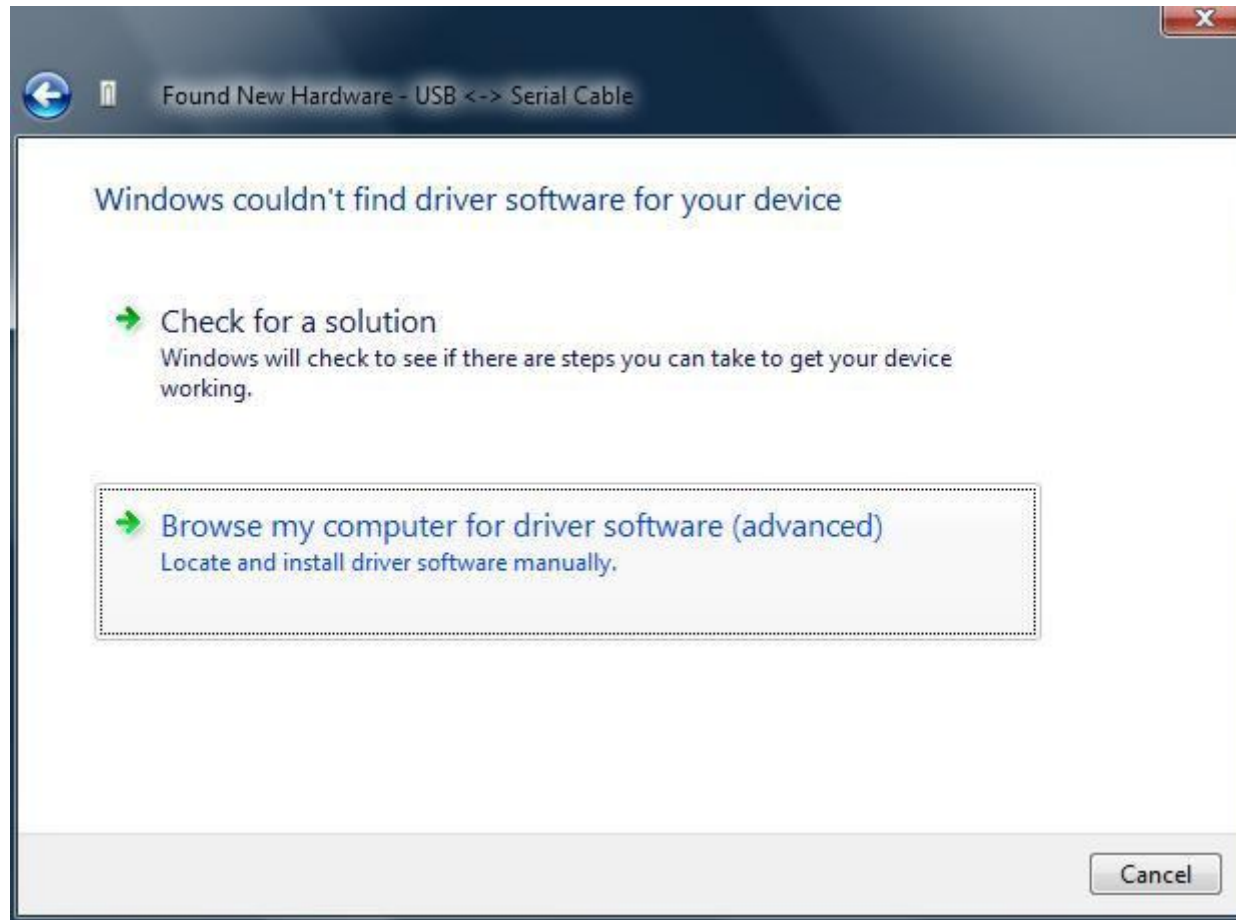 Found New Hardware - USB <-> Serial Cable
Windows couldn't find driver software for your device
Check for a solution
Windows will check to see if there are steps you can take to get your device
working.
Browse my computer for driver software (advanced)
Locate and install driver software manually.
Cancel